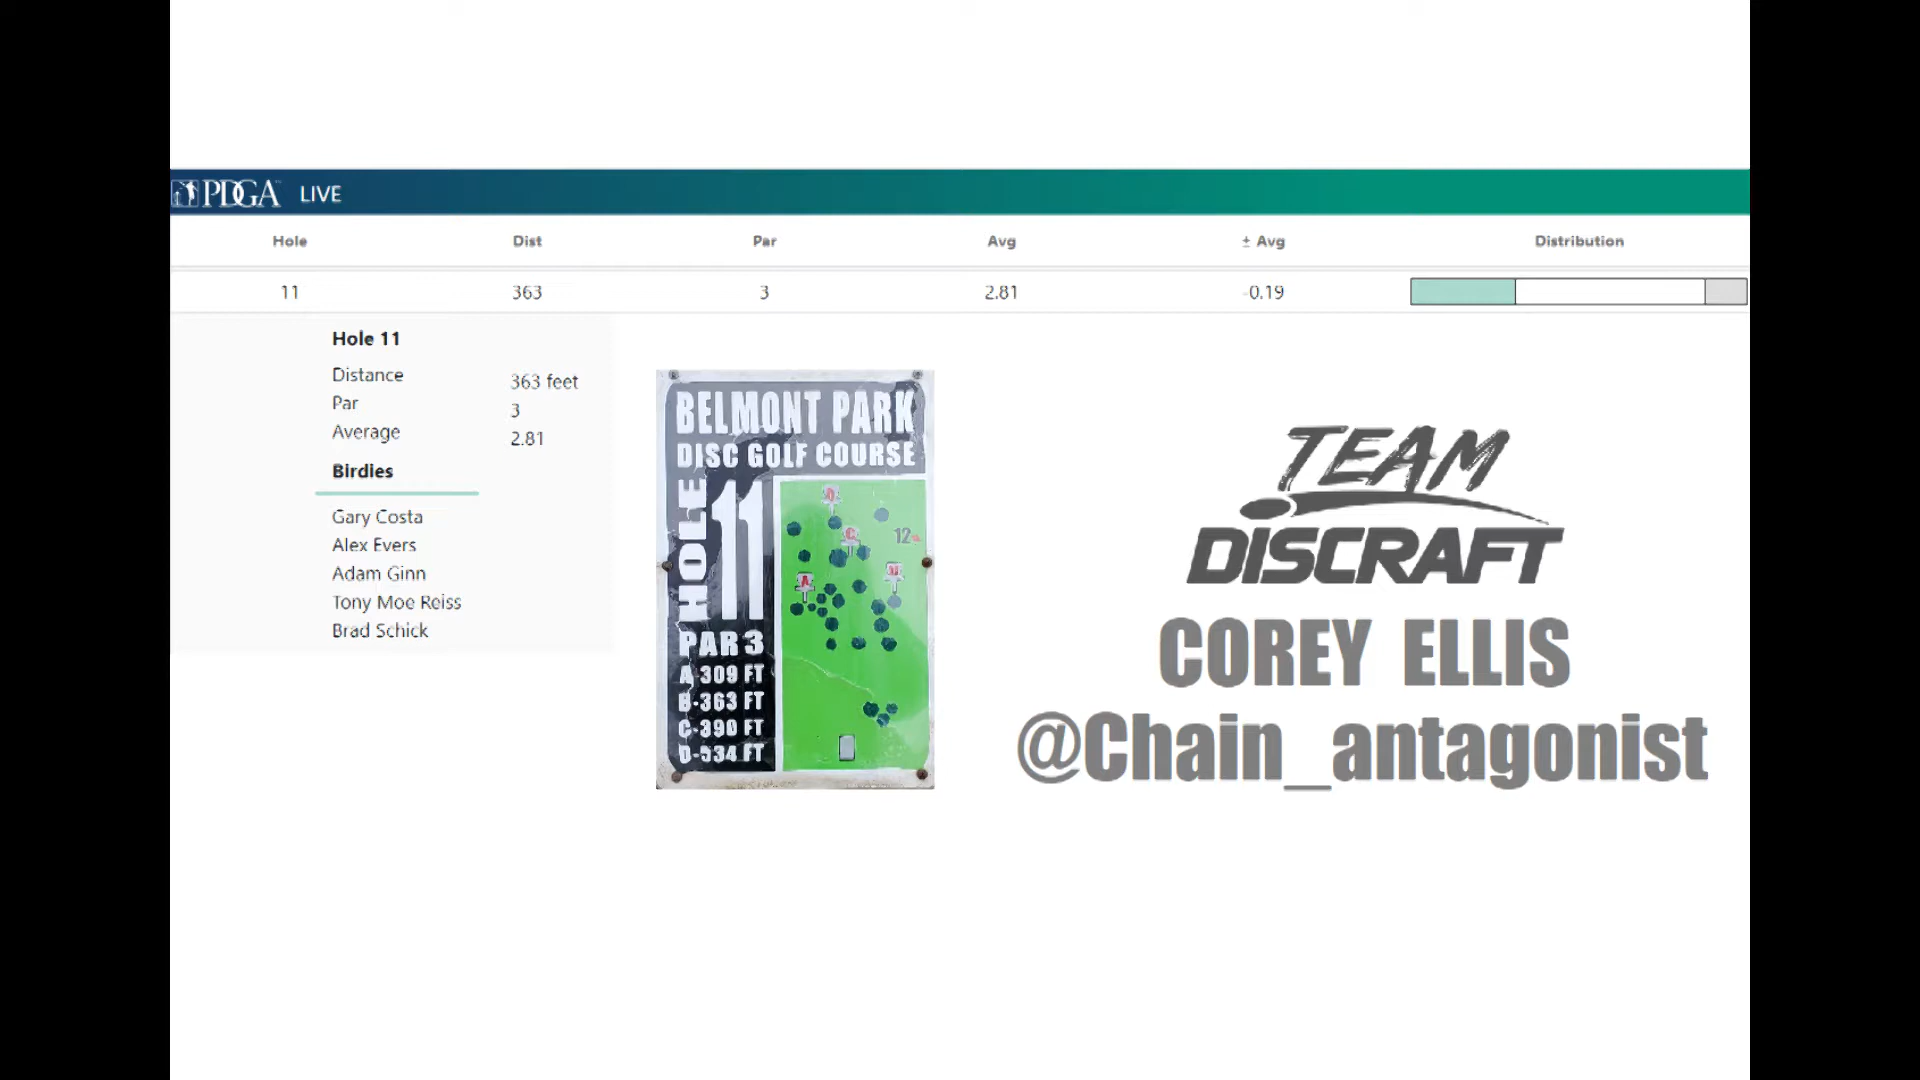 PDGA LIVE
Hole Dist Par Avg ± Avg Distribution
11 363 3 2.81 -0.19
Hole 11
Distance 363 feet
Par 3
Average 2.81
Birdies
Gary Costa
Alex Evers
Adam Ginn
Tony Moe Reiss
Brad Schick
BELMONT PARK
DISC GOLF COURSE
HOLE 11
PAR 3
A-309 FT
B-363 FT
C-390 FT
D-534 FT
D
C
12
A
B
TEAM
DISCRAFT
COREY ELLIS
@Chain_antagonist